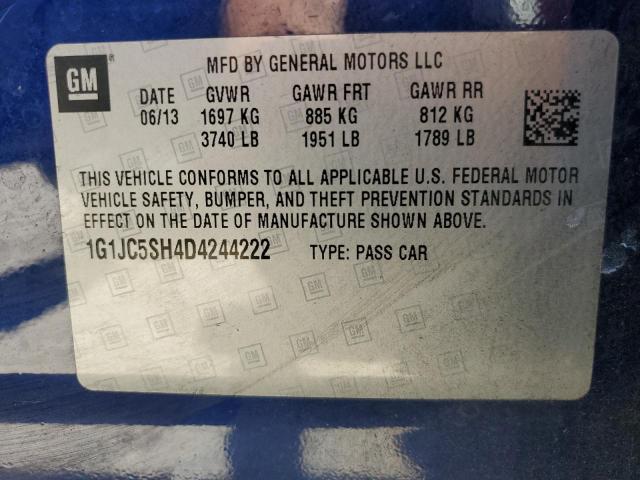 GM
MFD BY GENERAL MOTORS LLC
DATE GVWR GAWR FRT GAWR RR
06/13 1697 KG 885 KG 812 KG
3740 LB 1951 LB 1789 LB
THIS VEHICLE CONFORMS TO ALL APPLICABLE U.S. FEDERAL MOTOR
VEHICLE SAFETY, BUMPER, AND THEFT PREVENTION STANDARDS IN
EFFECT ON THE DATE OF MANUFACTURE SHOWN ABOVE.
1G1JC5SH4D4244222 TYPE: PASS CAR